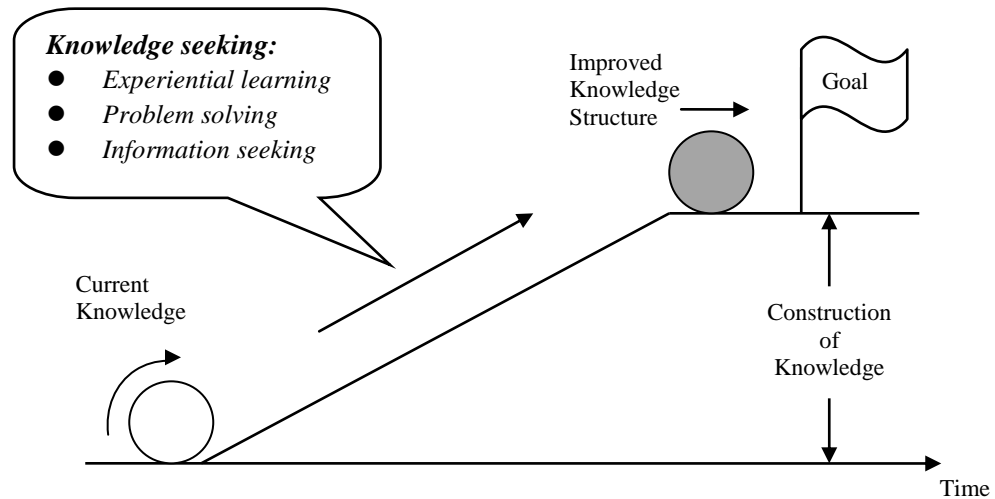 Knowledge seeking:
● Experiential learning
● Problem solving
● Information seeking
Improved
Knowledge
Structure
Goal
Current
Knowledge
Construction
of
Knowledge
Time